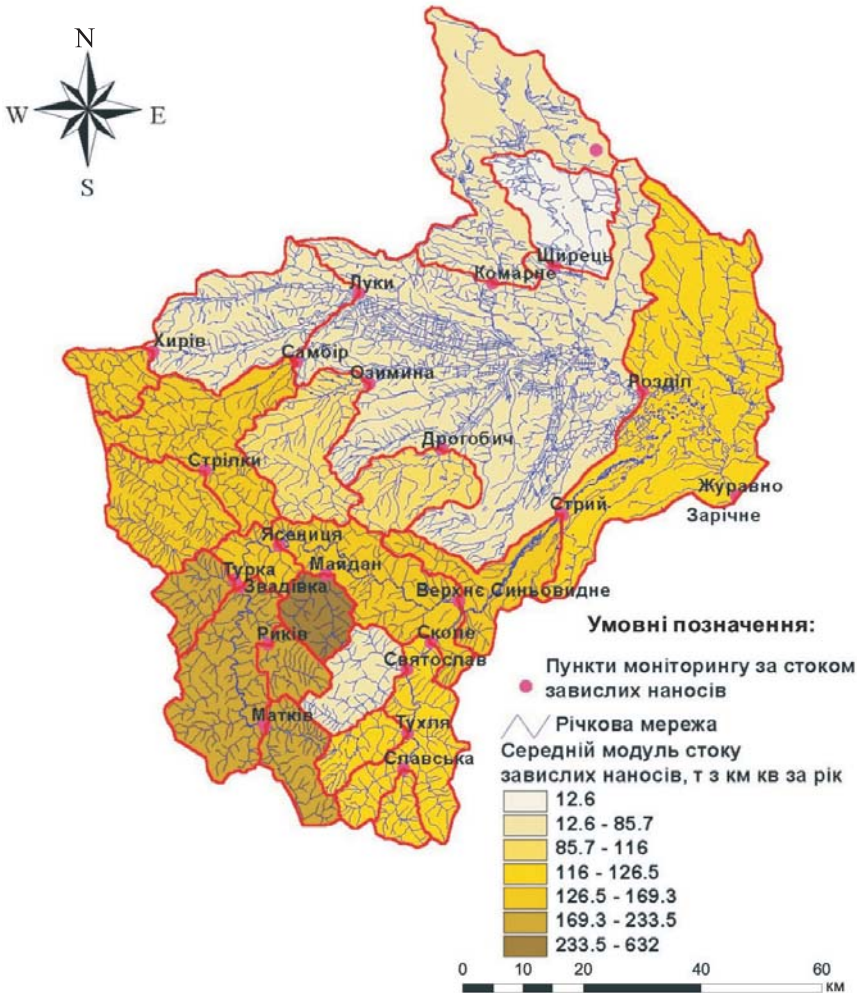 N
W E
S
Щирець
Комарне
Луки
Хирів
Самбір
Озимина
Розділ
Дрогобич
Стрілки
Журавно
Стрий
Зарічне
Ясениця
Майдан
Турка
Звадівка
Верхнє Синьовидне
Риків
Сколе
Святослав
Матків
Тухля
Славська
Умовні позначення:
Пункти моніторингу за стоком
завислих наносів
Річкова мережа
Середній модуль стоку
завислих наносів, т з км кв за рік
12.6
12.6 - 85.7
85.7 - 116
116 - 126.5
126.5 - 169.3
169.3 - 233.5
233.5 - 632
0 10 20 40 60
км